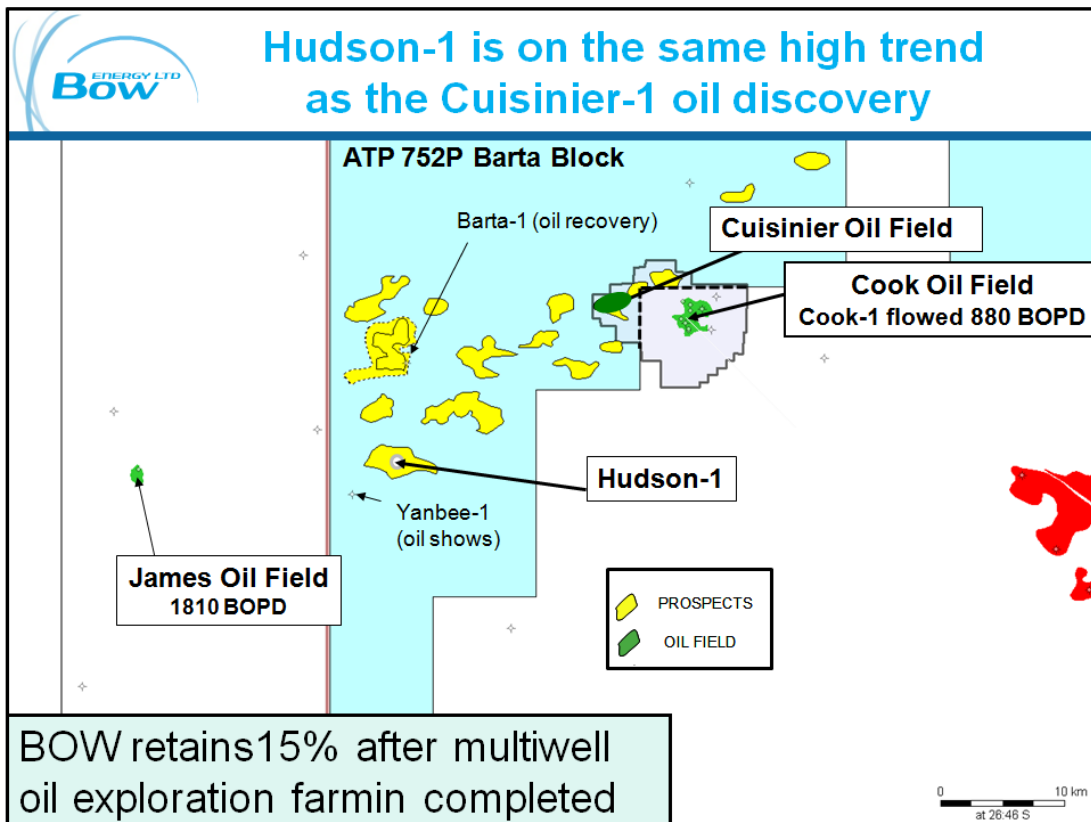 BOW
ENERGY LTD
Hudson-1 is on the same high trend
as the Cuisinier-1 oil discovery
ATP 752P Barta Block
Barta-1 (oil recovery)
Cuisinier Oil Field
Cook Oil Field
Cook-1 flowed 880 BOPD
Hudson-1
Yanbee-1
(oil shows)
James Oil Field
1810 BOPD
PROSPECTS
OIL FIELD
BOW retains15% after multiwell
oil exploration farmin completed
0 10 km
at 26:46 S